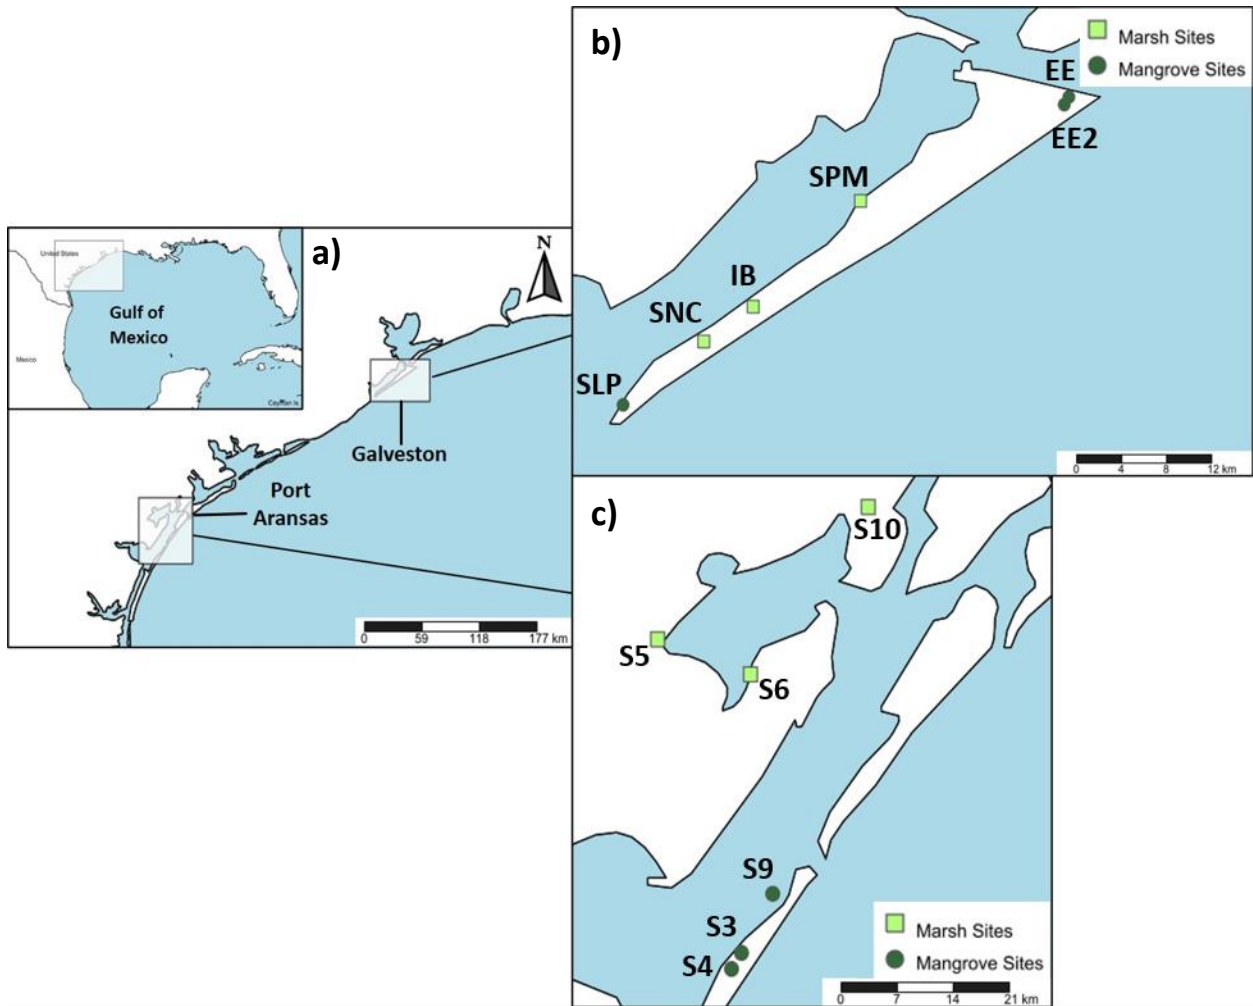 a)
N
United States
Gulf of
Mexico
Mexico
Cayman Is.
Galveston
Port
Aransas
0 59 118 177 km
b)
Marsh Sites
Mangrove Sites
EE
EE2
SPM
IB
SNC
SLP
0 4 8 12 km
c)
S10
S5
S6
S9
S3
S4
Marsh Sites
Mangrove Sites
0 7 14 21 km